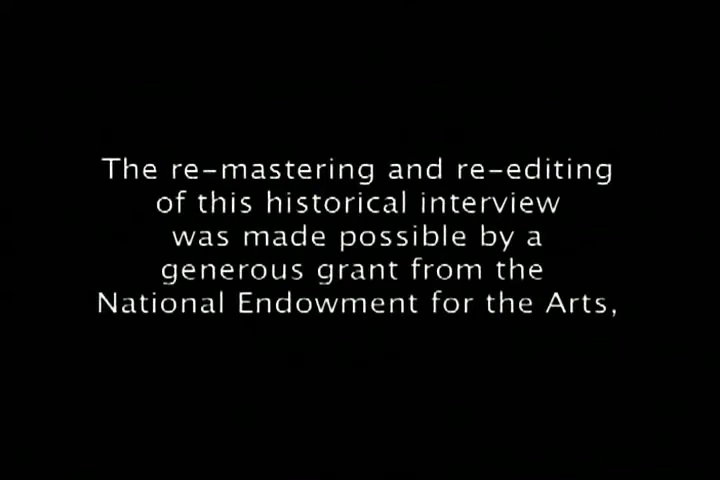 The re-mastering and re-editing
of this historical interview
was made possible by a
generous grant from the
National Endowment for the Arts,